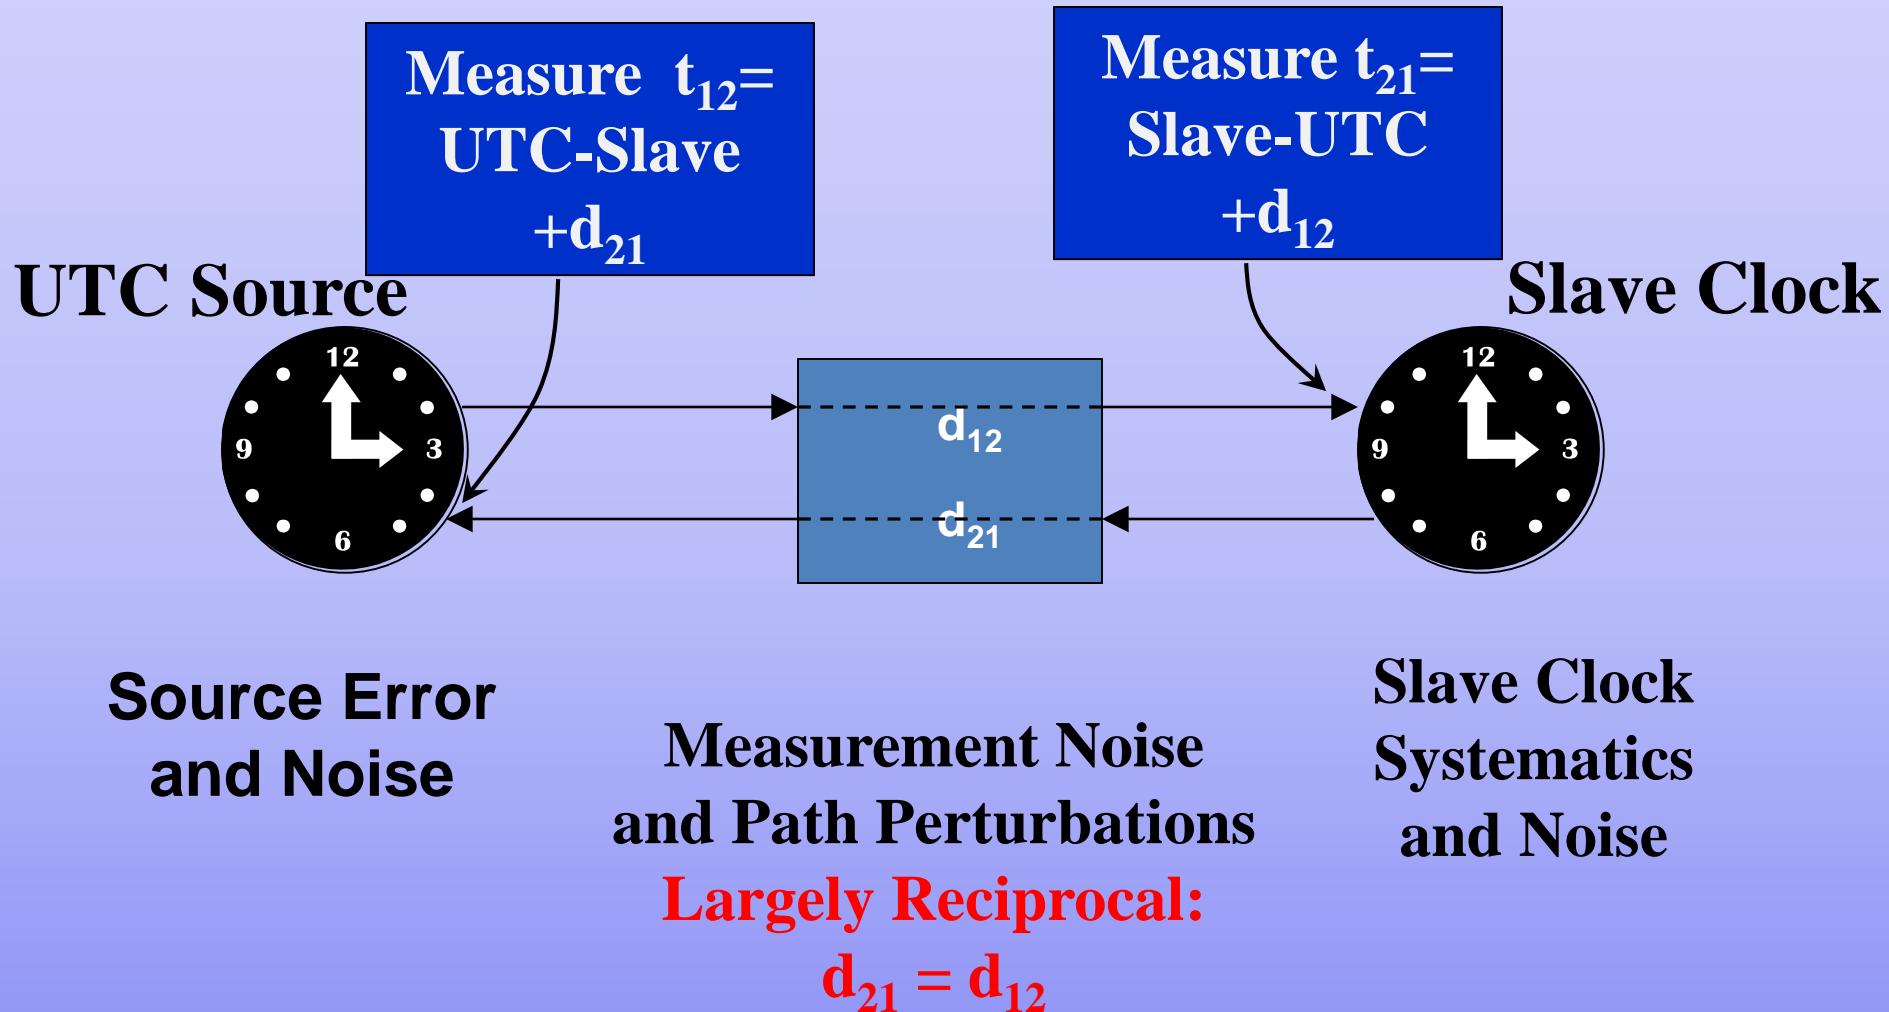 Measure t₁₂=
UTC-Slave
+d₂₁
Measure t₂₁=
Slave-UTC
+d₁₂
UTC Source
Slave Clock
12
9
3
6
d₁₂
d₂₁
12
9
3
6
Source Error
and Noise
Measurement Noise
and Path Perturbations
Largely Reciprocal:
d₂₁ = d₁₂
Slave Clock
Systematics
and Noise